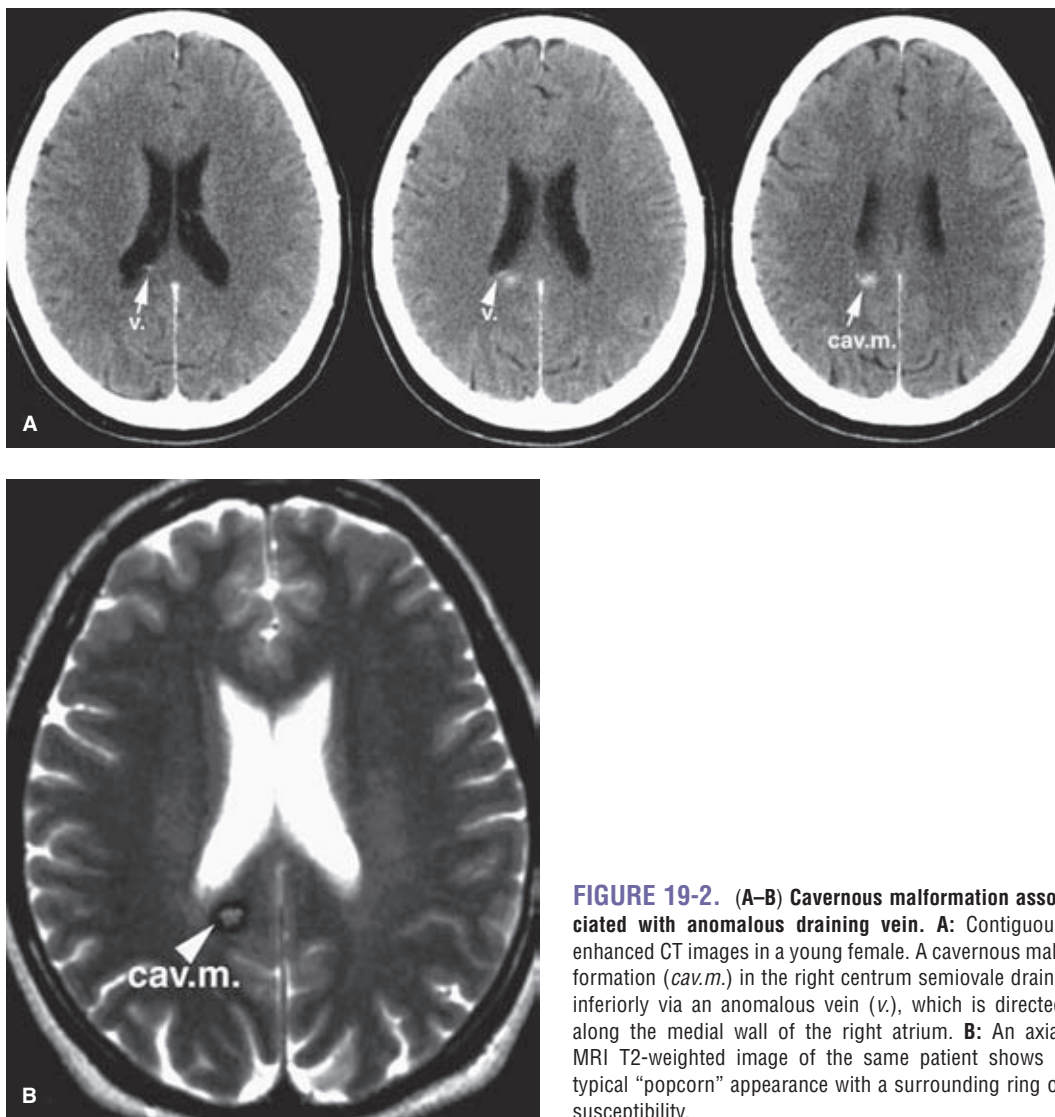 v.
v.
cav.m.
A
cav.m.
B
FIGURE 19-2. (A–B) Cavernous malformation asso
ciated with anomalous draining vein. A: Contiguou
enhanced CT images in a young female. A cavernous mal
formation (cav.m.) in the right centrum semiovale drain
inferiorly via an anomalous vein (v.), which is directed
along the medial wall of the right atrium. B: An axia
MRI T2-weighted image of the same patient shows
typical “popcorn” appearance with a surrounding ring o
susceptibility.